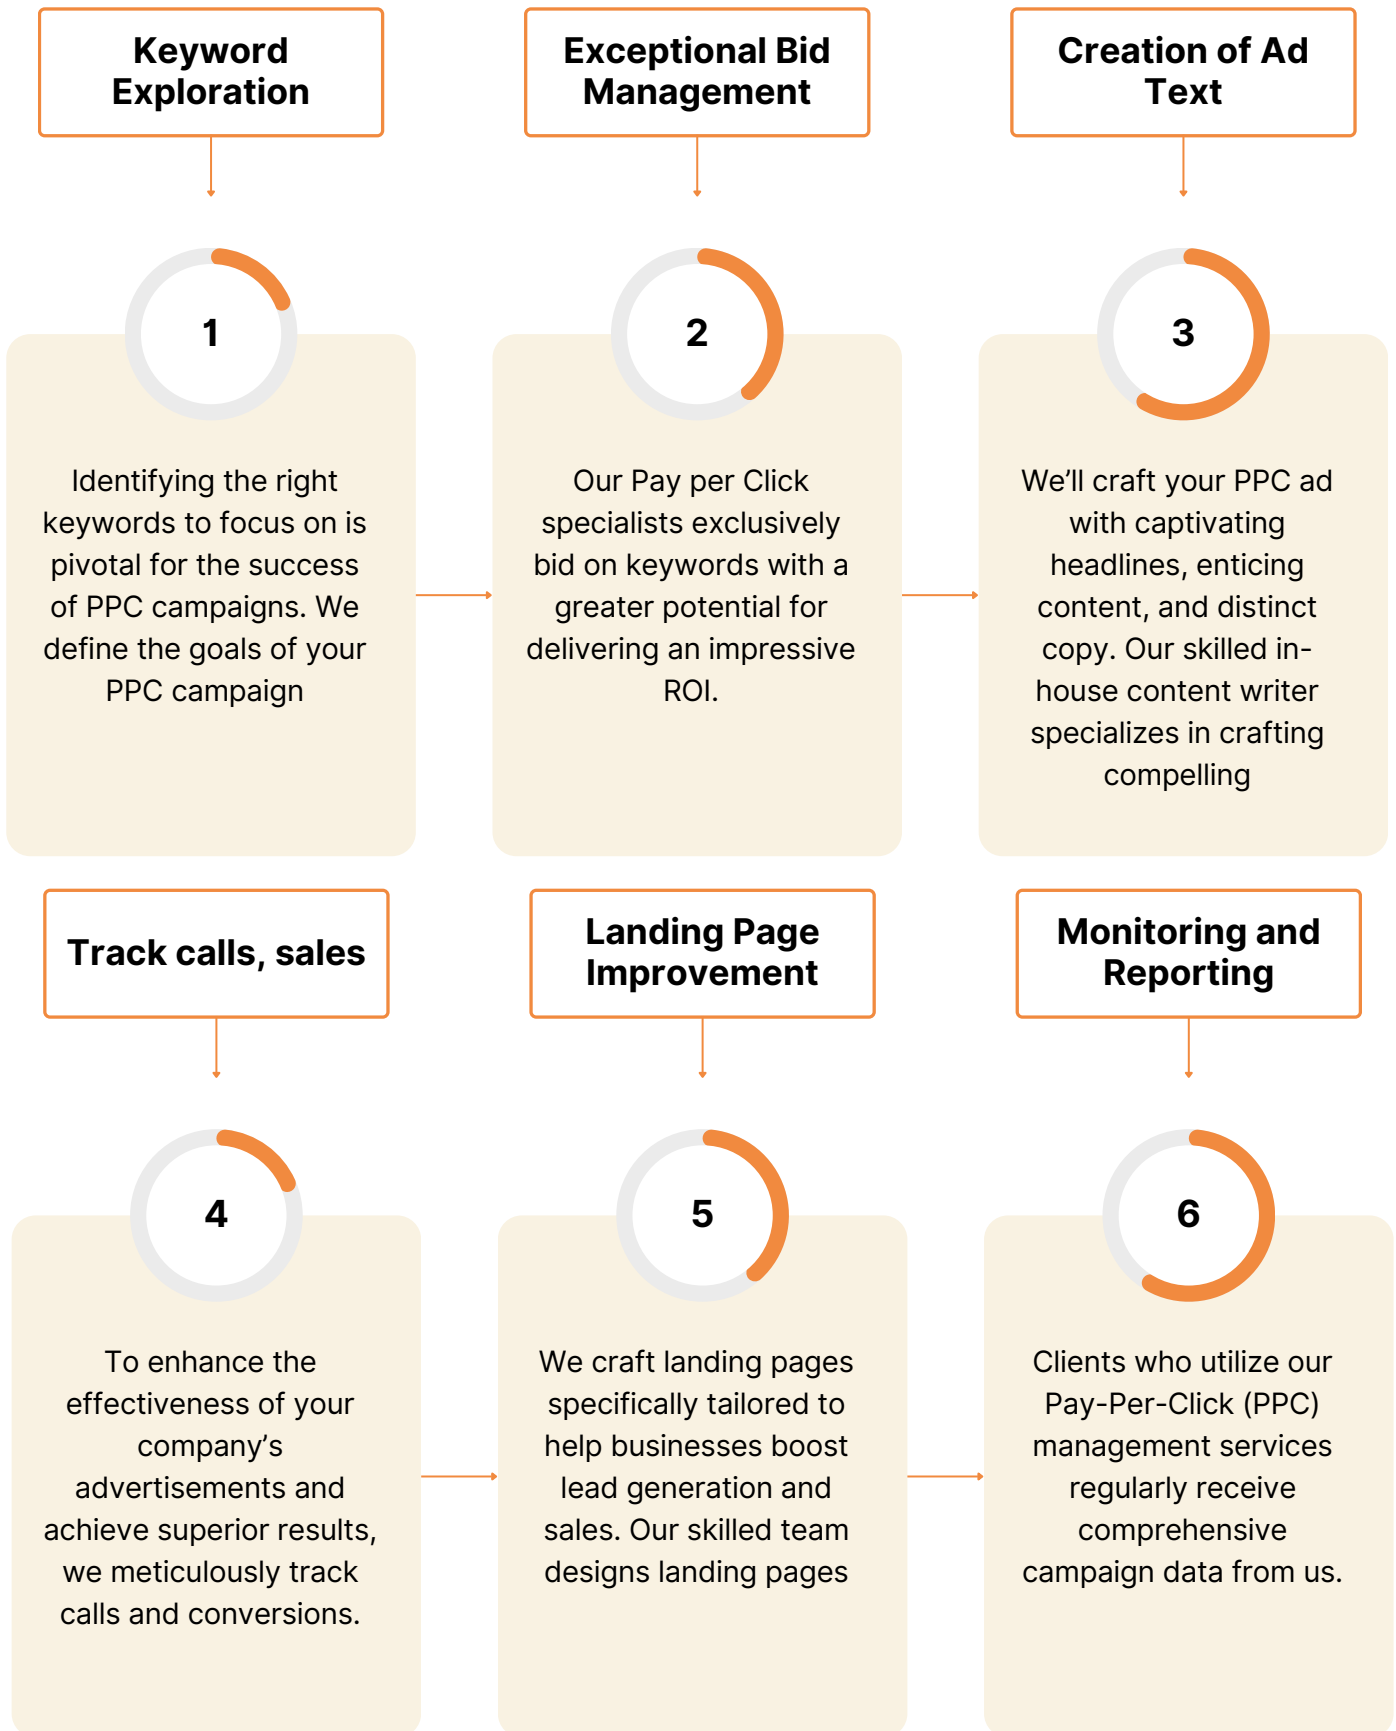 Keyword
Exploration
1
Identifying the right
keywords to focus on is
pivotal for the success
of PPC campaigns. We
define the goals of your
PPC campaign
Exceptional Bid
Management
2
Our Pay per Click
specialists exclusively
bid on keywords with a
greater potential for
delivering an impressive
ROI.
Creation of Ad
Text
3
We’ll craft your PPC ad
with captivating
headlines, enticing
content, and distinct
copy. Our skilled in-
house content writer
specializes in crafting
compelling
Track calls, sales
4
To enhance the
effectiveness of your
company’s
advertisements and
achieve superior results,
we meticulously track
calls and conversions.
Landing Page
Improvement
5
We craft landing pages
specifically tailored to
help businesses boost
lead generation and
sales. Our skilled team
designs landing pages
Monitoring and
Reporting
6
Clients who utilize our
Pay-Per-Click (PPC)
management services
regularly receive
comprehensive
campaign data from us.